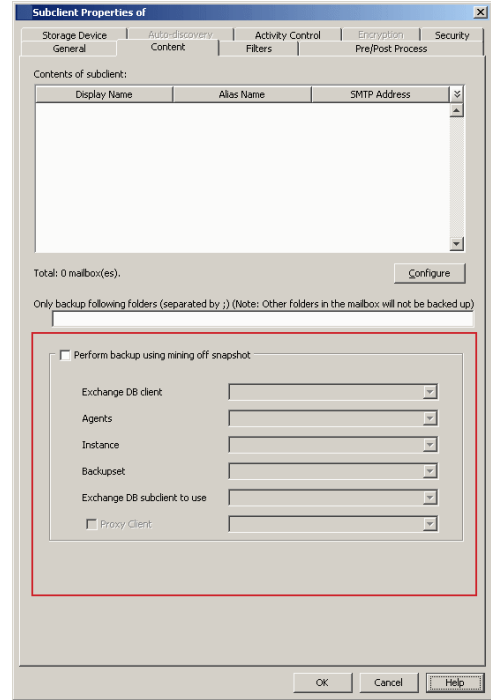 Subclient Properties of
Storage Device Auto-discovery Activity Control Encryption Security
General Content Filters Pre/Post Process
Contents of subclient:
Display Name Alias Name SMTP Address
Total: 0 mailbox(es).
Configure
Only backup following folders (separated by ;) (Note: Other folders in the mailbox will not be backed up)
Perform backup using mining off snapshot
Exchange DB client
Agents
Instance
Backupset
Exchange DB subclient to use
Proxy Client
OK Cancel Help